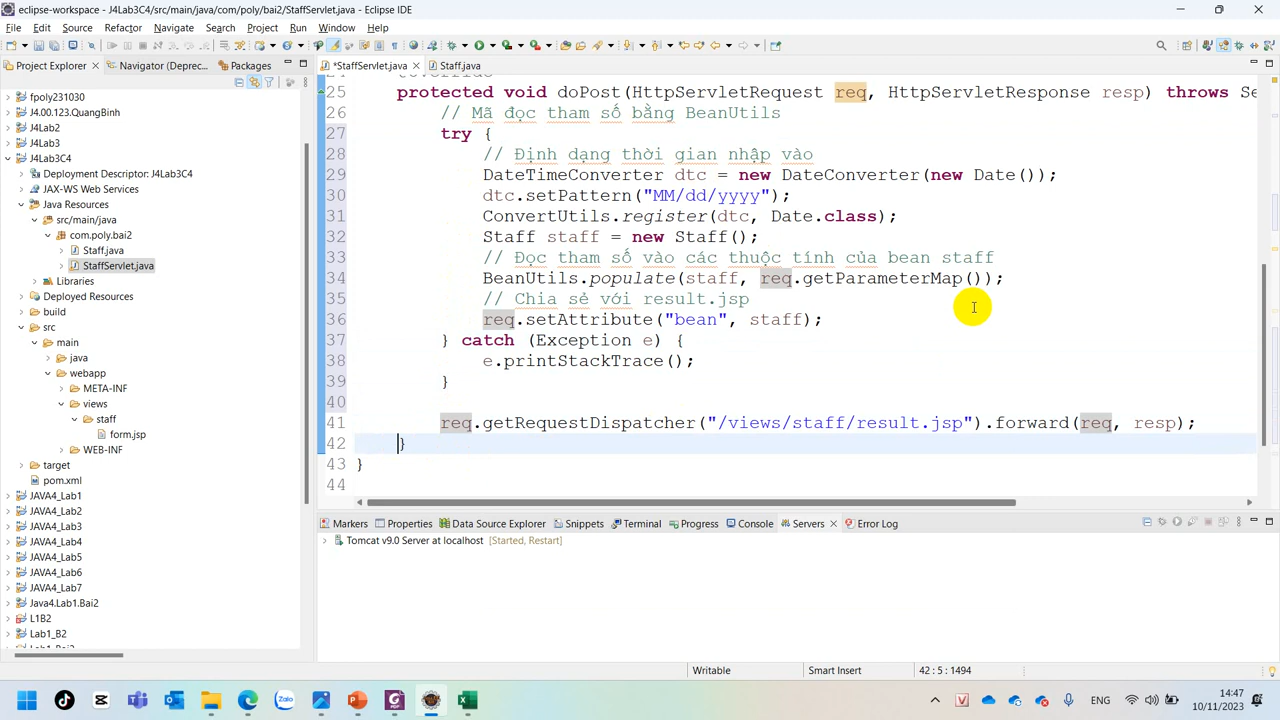 eclipse-workspace - J4Lab3C4/src/main/java/com/poly/bai2/StaffServlet.java - Eclipse IDE
File Edit Source Refactor Navigate Search Project Run Window Help
Project Explorer Navigator (Deprec... Packages
*StaffServlet.java Staff.java
fpoly231030
J4.00.123.QuangBinh
J4Lab2
J4Lab3
J4Lab3C4
Deployment Descriptor: J4Lab3C4
JAX-WS Web Services
Java Resources
src/main/java
com.poly.bai2
Staff.java
StaffServlet.java
Libraries
Deployed Resources
build
src
main
java
webapp
META-INF
views
staff
form.jsp
WEB-INF
target
pom.xml
JAVA4_Lab1
JAVA4_Lab2
JAVA4_Lab3
JAVA4_Lab4
JAVA4_Lab5
JAVA4_Lab6
JAVA4_Lab7
Java4.Lab1.Bai2
L1B2
Lab1_B2
25 protected void doPost(HttpServletRequest req, HttpServletResponse resp) throws Se
26 // Mã đọc tham số bằng BeanUtils
27 try {
28 // Định dạng thời gian nhập vào
29 DateTimeConverter dtc = new DateConverter(new Date());
30 dtc.setPattern("MM/dd/yyyy");
31 ConvertUtils.register(dtc, Date.class);
32 Staff staff = new Staff();
33 // Đọc tham số vào các thuộc tính của bean staff
34 BeanUtils.populate(staff, req.getParameterMap());
35 // Chia sẻ với result.jsp
36 req.setAttribute("bean", staff);
37 } catch (Exception e) {
38 e.printStackTrace();
39 }
40
41 req.getRequestDispatcher("/views/staff/result.jsp").forward(req, resp);
42 }
43 }
44
Markers Properties Data Source Explorer Snippets Terminal Progress Console Servers Error Log
Tomcat v9.0 Server at localhost [Started, Restart]
Writable Smart Insert 42 : 5 : 1494
ENG 14:47
10/11/2023